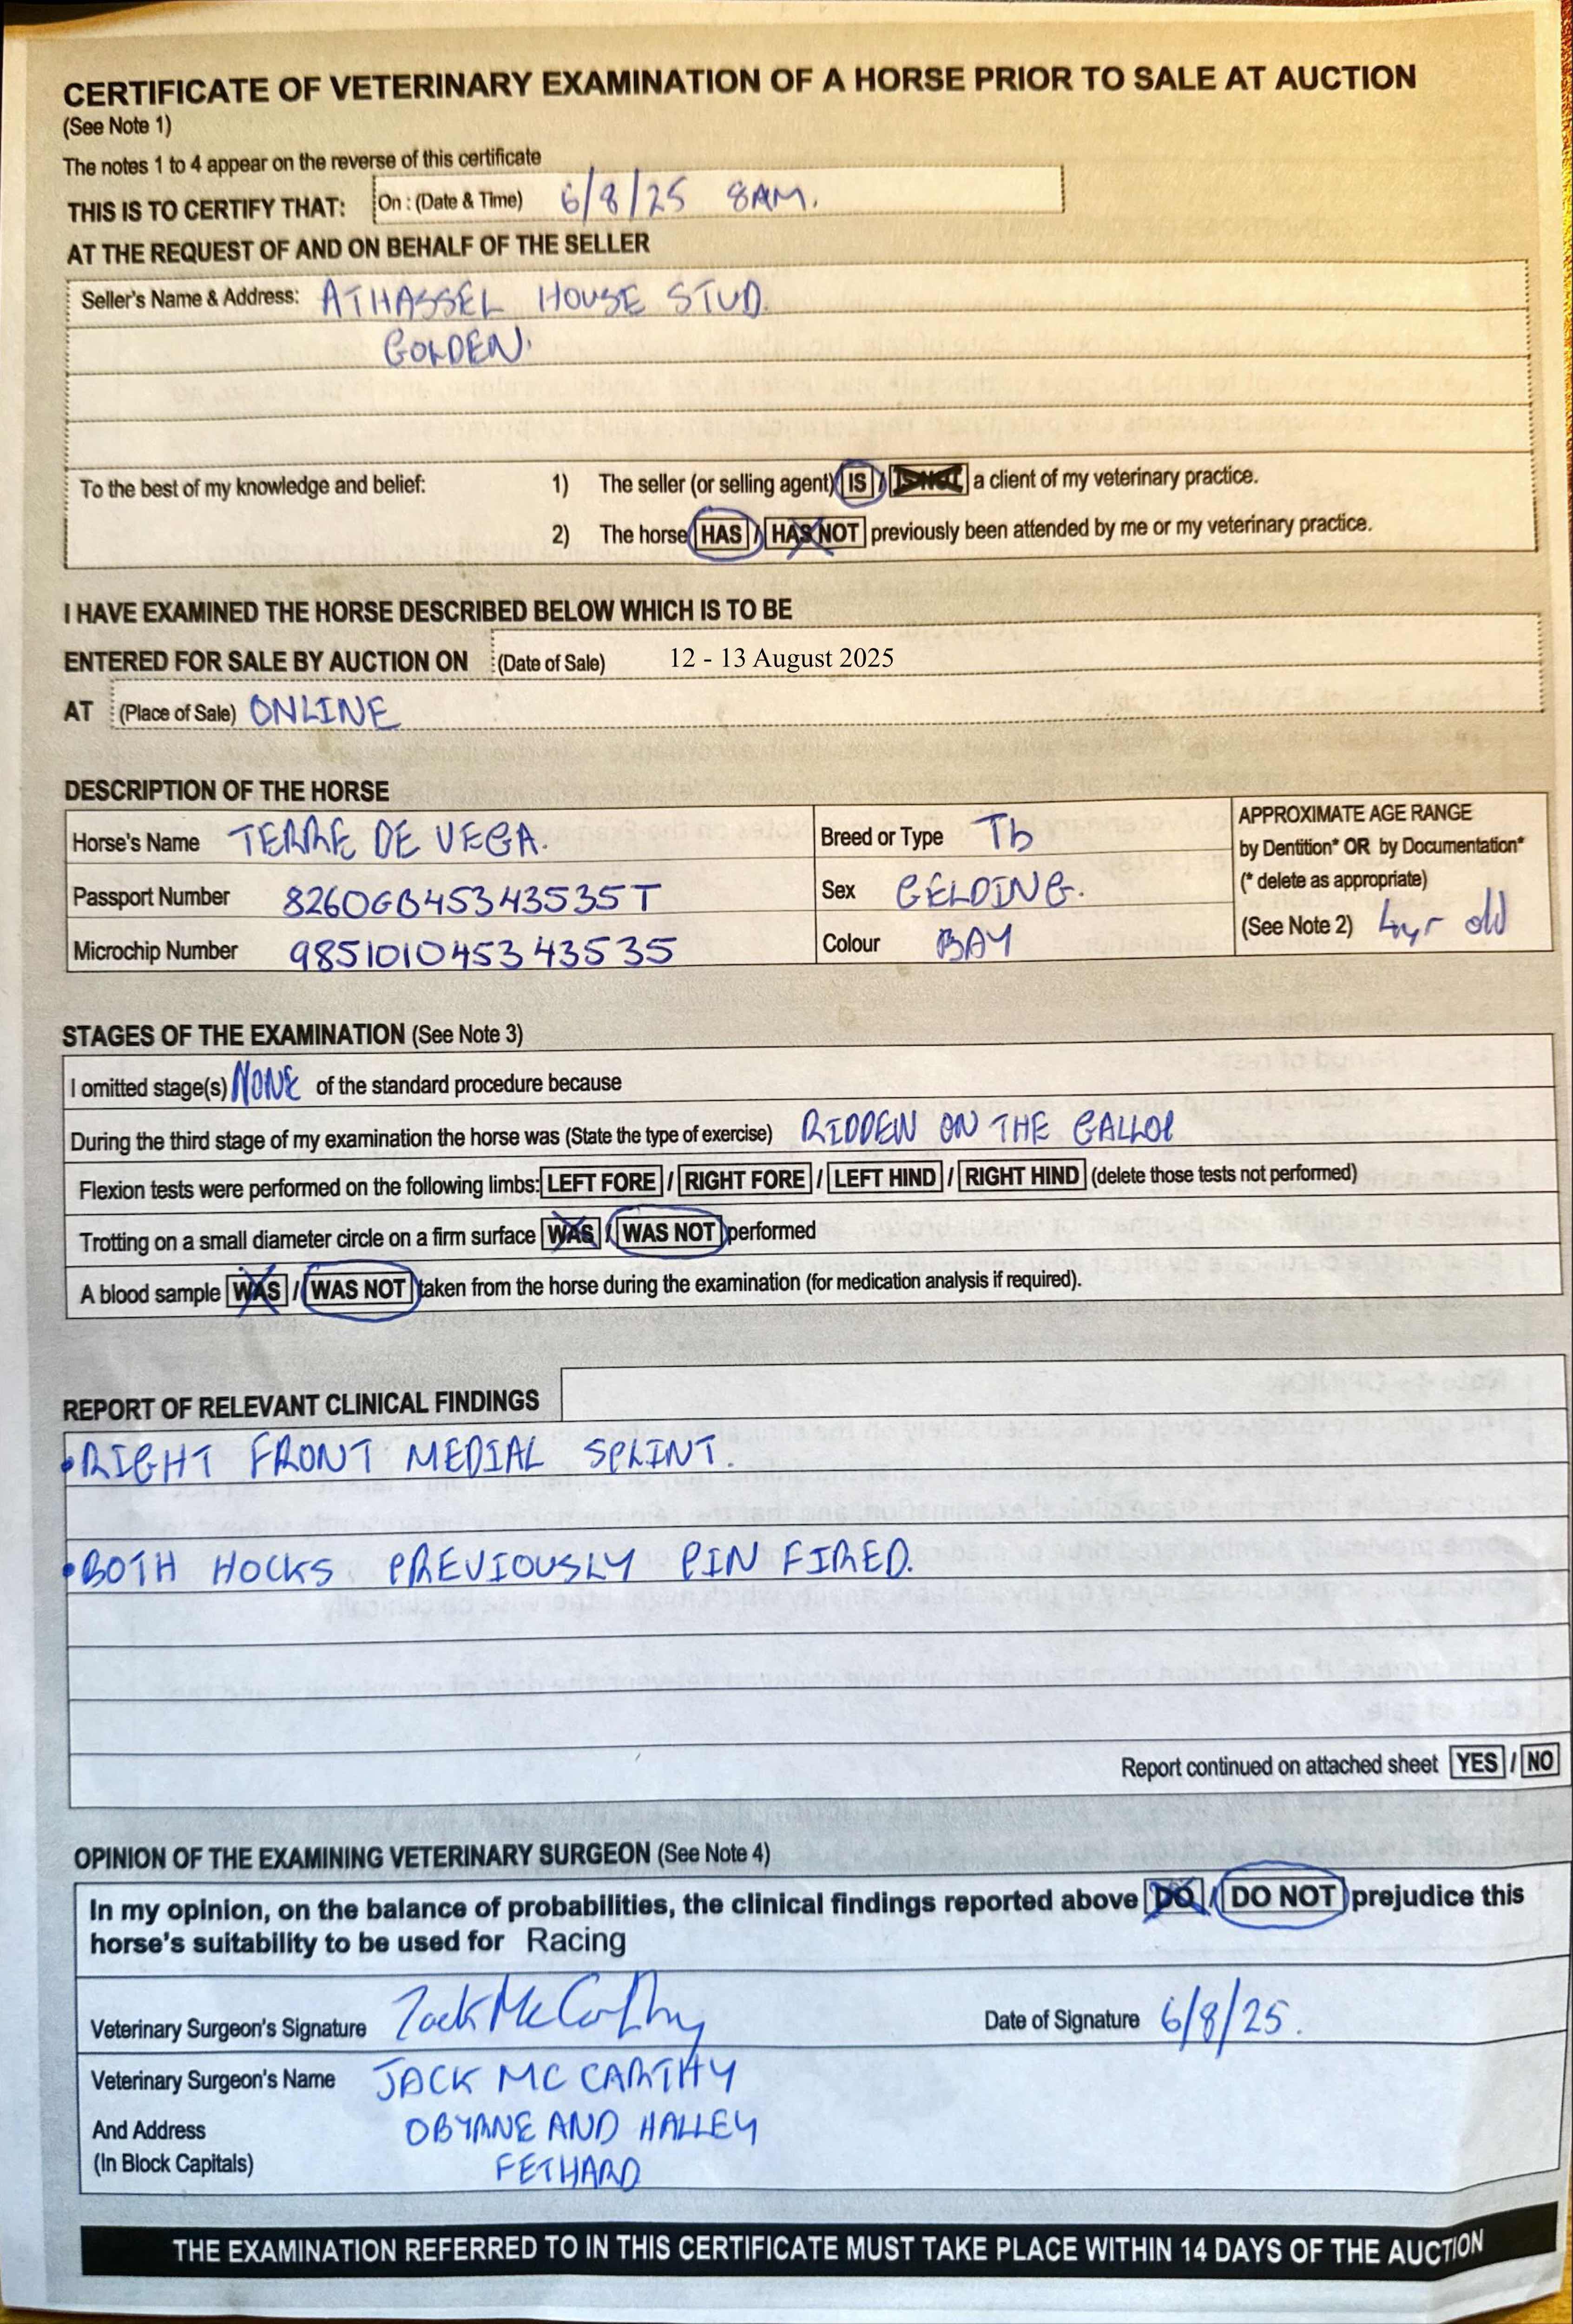 CERTIFICATE OF VETERINARY EXAMINATION OF A HORSE PRIOR TO SALE AT AUCTION
(See Note 1)
The notes 1 to 4 appear on the reverse of this certificate
THIS IS TO CERTIFY THAT: On : (Date & Time) 6/8/25 8AM.
AT THE REQUEST OF AND ON BEHALF OF THE SELLER
Seller's Name & Address: ATHASSEL HOUSE STUD.
GOLDEN.
To the best of my knowledge and belief: 1) The seller (or selling agent) IS / IS NOT a client of my veterinary practice.
2) The horse HAS / HAS NOT previously been attended by me or my veterinary practice.
I HAVE EXAMINED THE HORSE DESCRIBED BELOW WHICH IS TO BE
ENTERED FOR SALE BY AUCTION ON (Date of Sale) 12 - 13 August 2025
AT (Place of Sale) ONLINE
DESCRIPTION OF THE HORSE
Horse's Name TERRE DE VEGA. Breed or Type Tb
Passport Number 8260GB45343535T Sex GELDING.
Microchip Number 985101045343535 Colour BAY
APPROXIMATE AGE RANGE
by Dentition* OR by Documentation*
(* delete as appropriate)
(See Note 2) 4yr old
STAGES OF THE EXAMINATION (See Note 3)
I omitted stage(s) NONE of the standard procedure because
During the third stage of my examination the horse was (State the type of exercise) RIDDEN ON THE GALLOP
Flexion tests were performed on the following limbs: LEFT FORE / RIGHT FORE / LEFT HIND / RIGHT HIND (delete those tests not performed)
Trotting on a small diameter circle on a firm surface WAS / WAS NOT performed
A blood sample WAS / WAS NOT taken from the horse during the examination (for medication analysis if required).
REPORT OF RELEVANT CLINICAL FINDINGS
• RIGHT FRONT MEDIAL SPLINT.
• BOTH HOCKS PREVIOUSLY PIN FIRED.
Report continued on attached sheet YES / NO
OPINION OF THE EXAMINING VETERINARY SURGEON (See Note 4)
In my opinion, on the balance of probabilities, the clinical findings reported above DO / DO NOT prejudice this
horse's suitability to be used for Racing
Veterinary Surgeon's Signature Jack McCarthy Date of Signature 6/8/25.
Veterinary Surgeon's Name JACK MC CARTHY
And Address OBYRNE AND HALLEY
(In Block Capitals) FETHARD
THE EXAMINATION REFERRED TO IN THIS CERTIFICATE MUST TAKE PLACE WITHIN 14 DAYS OF THE AUCTION